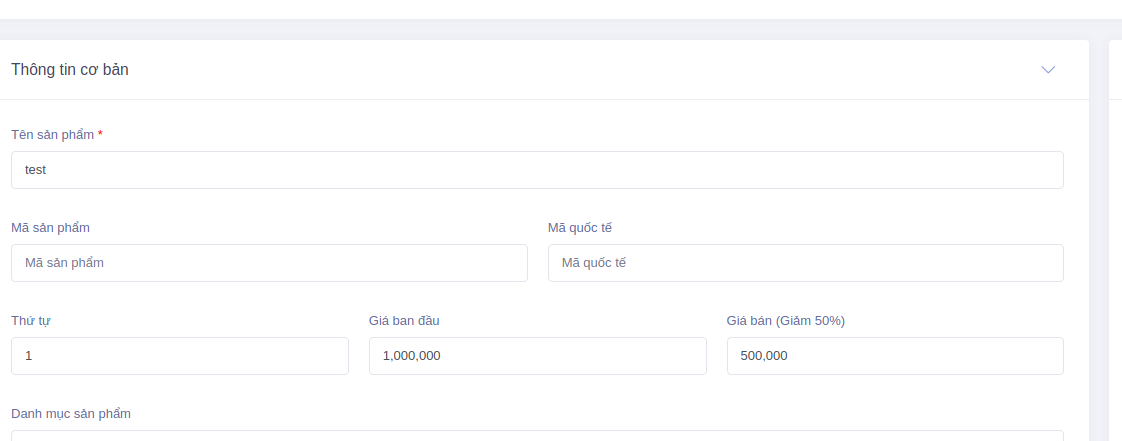 Thông tin cơ bản
Tên sản phẩm *
test
Mã sản phẩm Mã quốc tế
Mã sản phẩm Mã quốc tế
Thứ tự Giá ban đầu Giá bán (Giảm 50%)
1 1,000,000 500,000
Danh mục sản phẩm